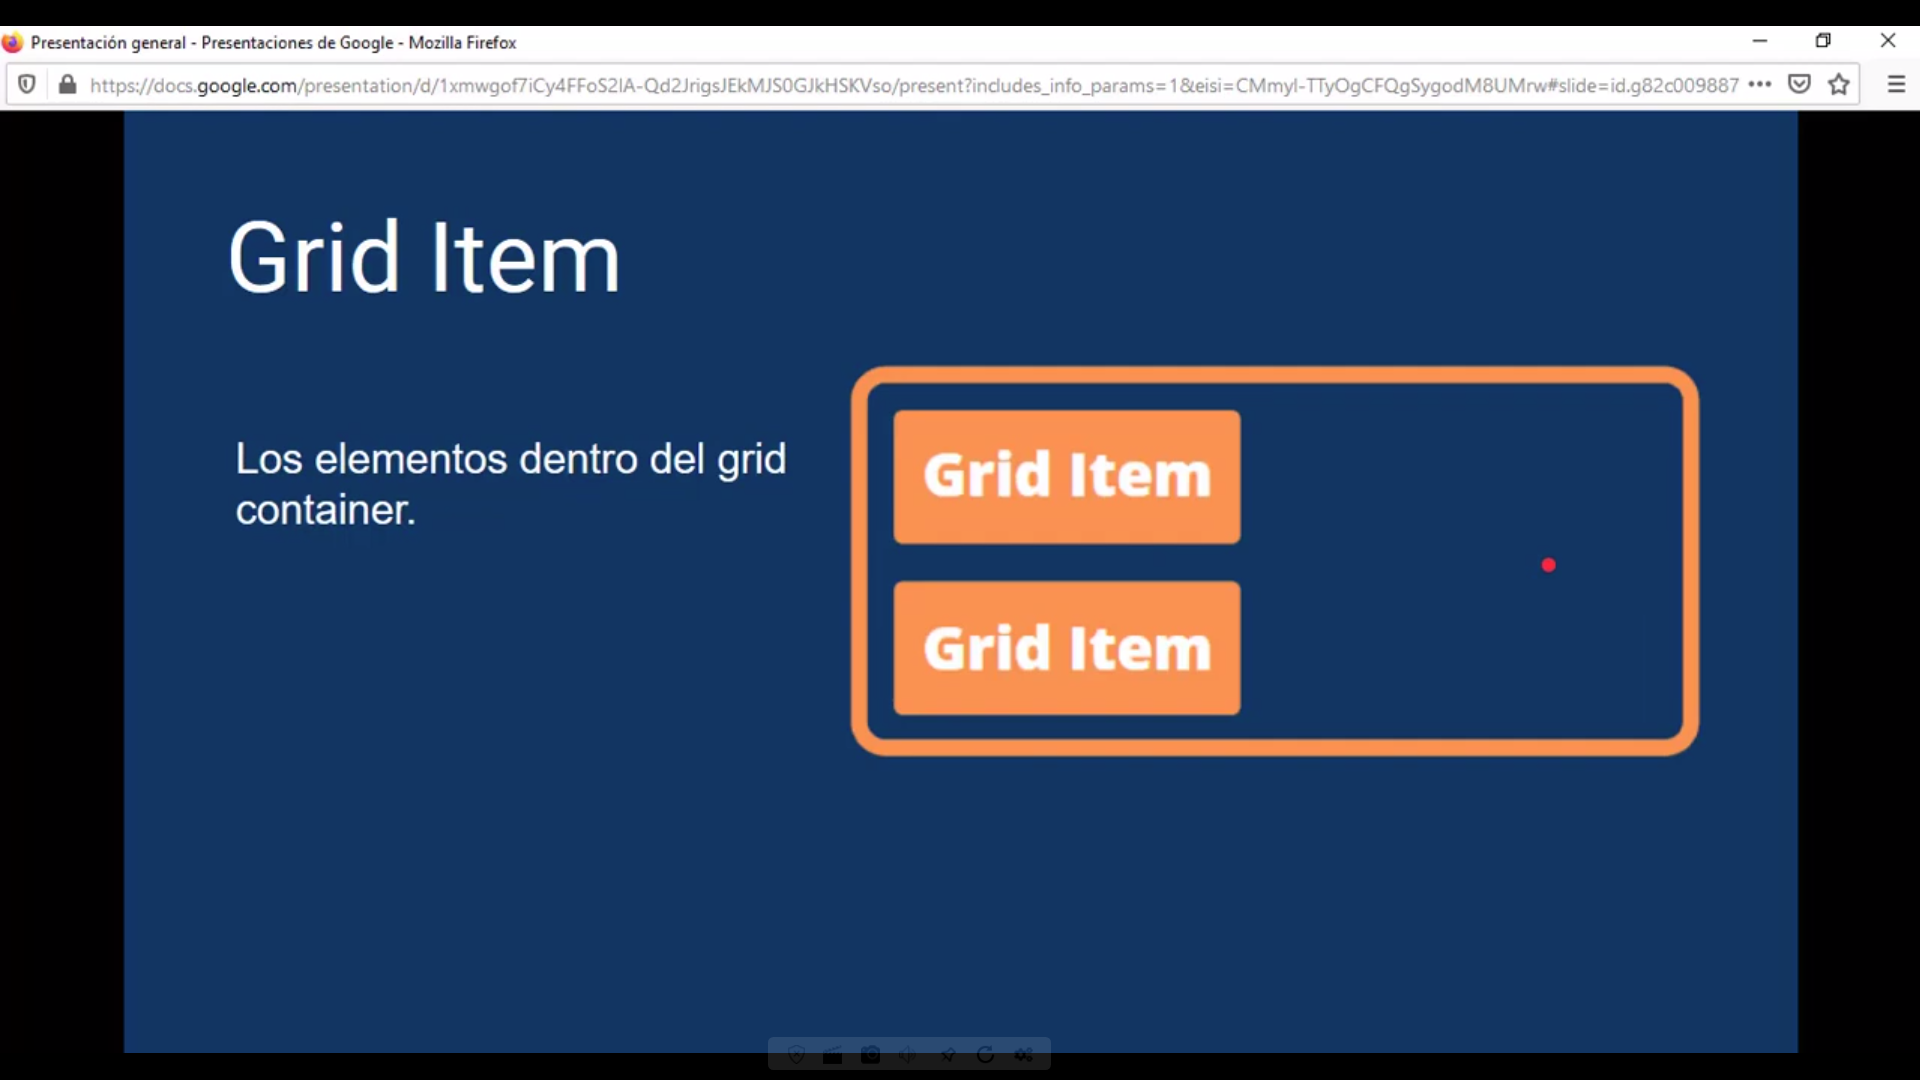 Presentación general - Presentaciones de Google - Mozilla Firefox
https://docs.google.com/presentation/d/1xmwgof7iCy4FFoS2lA-Qd2JrigsJEkMJS0GJkHSKVso/present?includes_info_params=1&eisi=CMmyl-TTyOgCFQgSygodM8UMrw#slide=id.g82c009887
Grid Item
Los elementos dentro del grid
container.
Grid Item
Grid Item